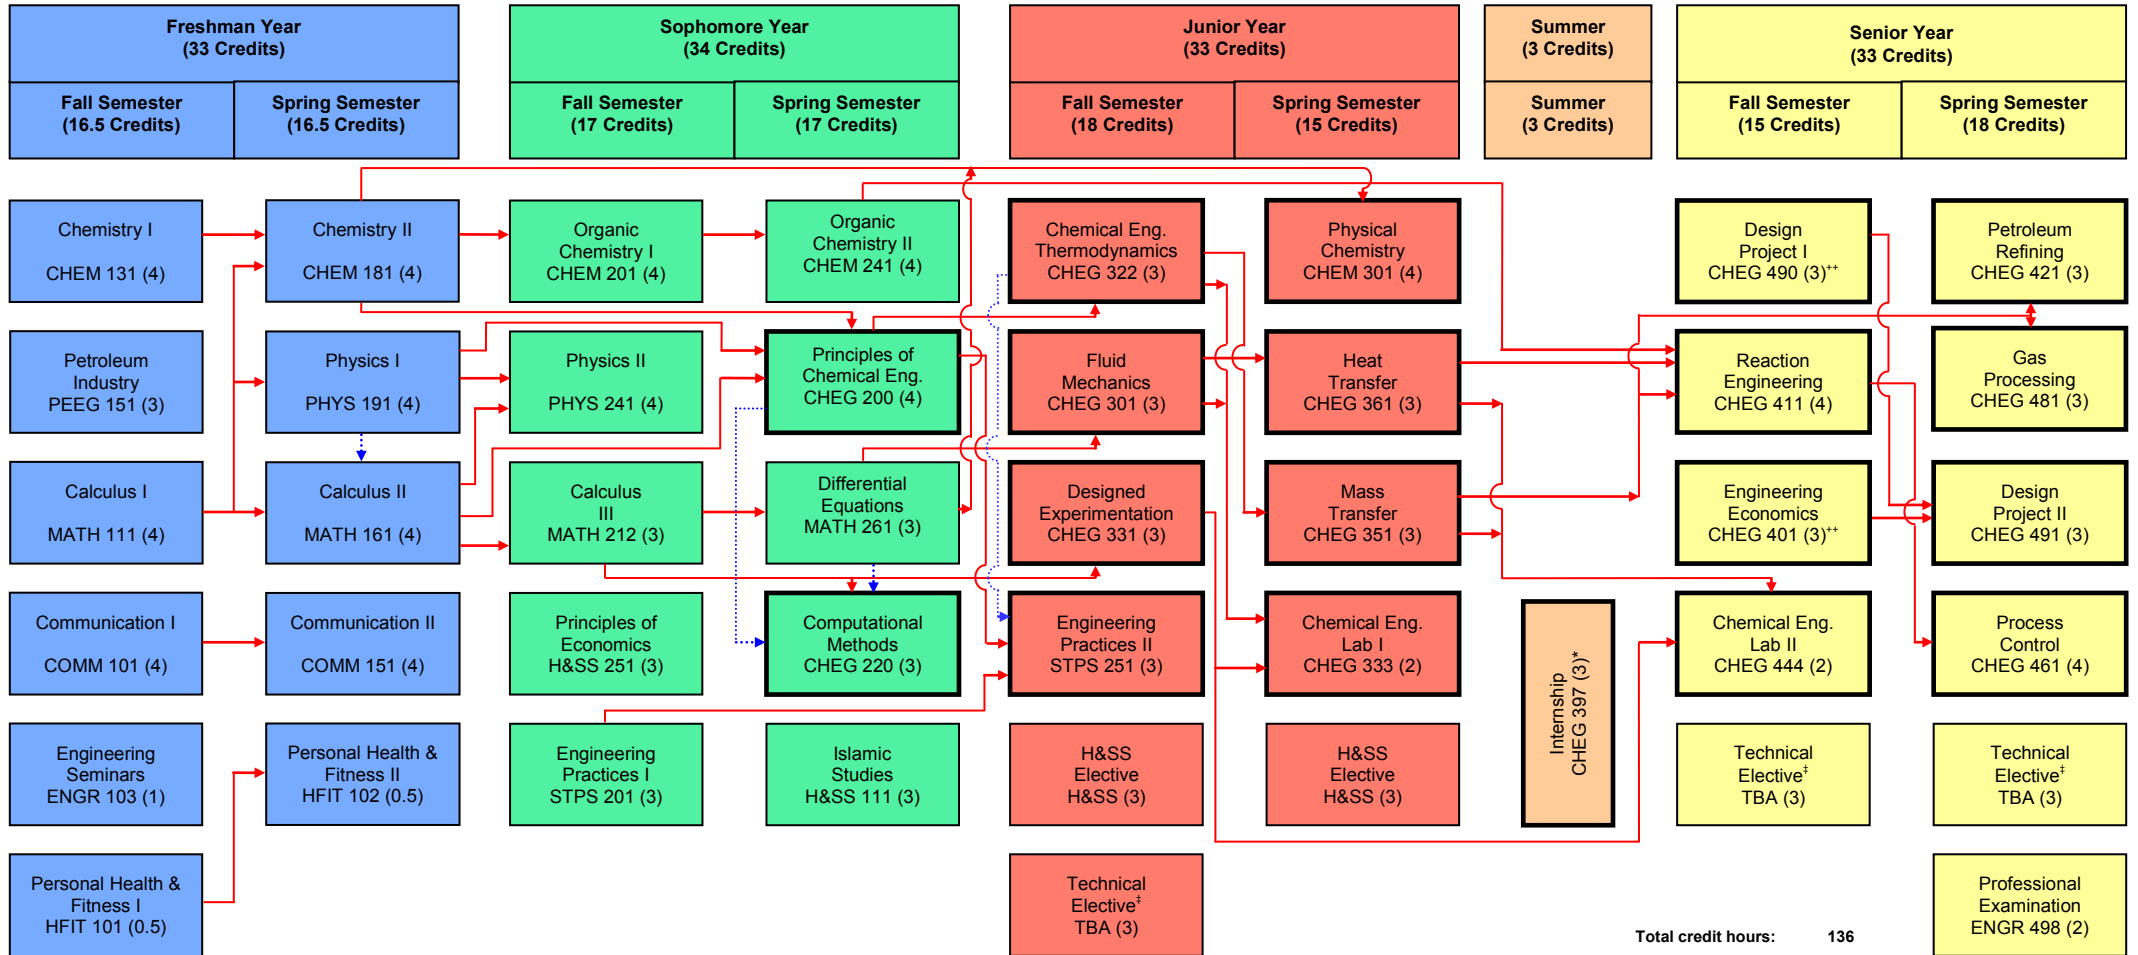 Freshman Year
(33 Credits)
Sophomore Year
(34 Credits)
Junior Year
(33 Credits)
Summer
(3 Credits)
Senior Year
(33 Credits)
Fall Semester
(16.5 Credits)
Spring Semester
(16.5 Credits)
Fall Semester
(17 Credits)
Spring Semester
(17 Credits)
Fall Semester
(18 Credits)
Spring Semester
(15 Credits)
Summer
(3 Credits)
Fall Semester
(15 Credits)
Spring Semester
(18 Credits)
Chemistry I
CHEM 131 (4)
Chemistry II
CHEM 181 (4)
Organic
Chemistry I
CHEM 201 (4)
Organic
Chemistry II
CHEM 241 (4)
Chemical Eng.
Thermodynamics
CHEG 322 (3)
Physical
Chemistry
CHEM 301 (4)
Design
Project I
CHEG 490 (3)++
Petroleum
Refining
CHEG 421 (3)
Petroleum
Industry
PEEG 151 (3)
Physics I
PHYS 191 (4)
Physics II
PHYS 241 (4)
Principles of
Chemical Eng.
CHEG 200 (4)
Fluid
Mechanics
CHEG 301 (3)
Heat
Transfer
CHEG 361 (3)
Reaction
Engineering
CHEG 411 (4)
Gas
Processing
CHEG 481 (3)
Calculus I
MATH 111 (4)
Calculus II
MATH 161 (4)
Calculus
III
MATH 212 (3)
Differential
Equations
MATH 261 (3)
Designed
Experimentation
CHEG 331 (3)
Mass
Transfer
CHEG 351 (3)
Engineering
Economics
CHEG 401 (3)++
Design
Project II
CHEG 491 (3)
Communication I
COMM 101 (4)
Communication II
COMM 151 (4)
Principles of
Economics
H&SS 251 (3)
Computational
Methods
CHEG 220 (3)
Engineering
Practices II
STPS 251 (3)
Chemical Eng.
Lab I
CHEG 333 (2)
Internship
CHEG 397 (3)*
Chemical Eng.
Lab II
CHEG 444 (2)
Process
Control
CHEG 461 (4)
Engineering
Seminars
ENGR 103 (1)
Personal Health &
Fitness II
HFIT 102 (0.5)
Engineering
Practices I
STPS 201 (3)
Islamic
Studies
H&SS 111 (3)
H&SS
Elective
H&SS (3)
H&SS
Elective
H&SS (3)
Technical
Elective‡
TBA (3)
Technical
Elective‡
TBA (3)
Personal Health &
Fitness I
HFIT 101 (0.5)
Technical
Elective‡
TBA (3)
Total credit hours: 136
Professional
Examination
ENGR 498 (2)